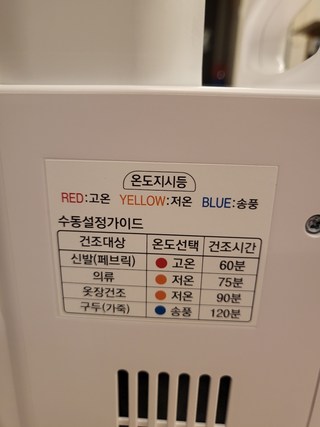 온도지시등
RED:고온 YELLOW:저온 BLUE:송풍
수동설정가이드
건조대상 온도선택 건조시간
신발(페브릭) 고온 60분
의류 저온 75분
옷장건조 저온 90분
구두(가죽) 송풍 120분